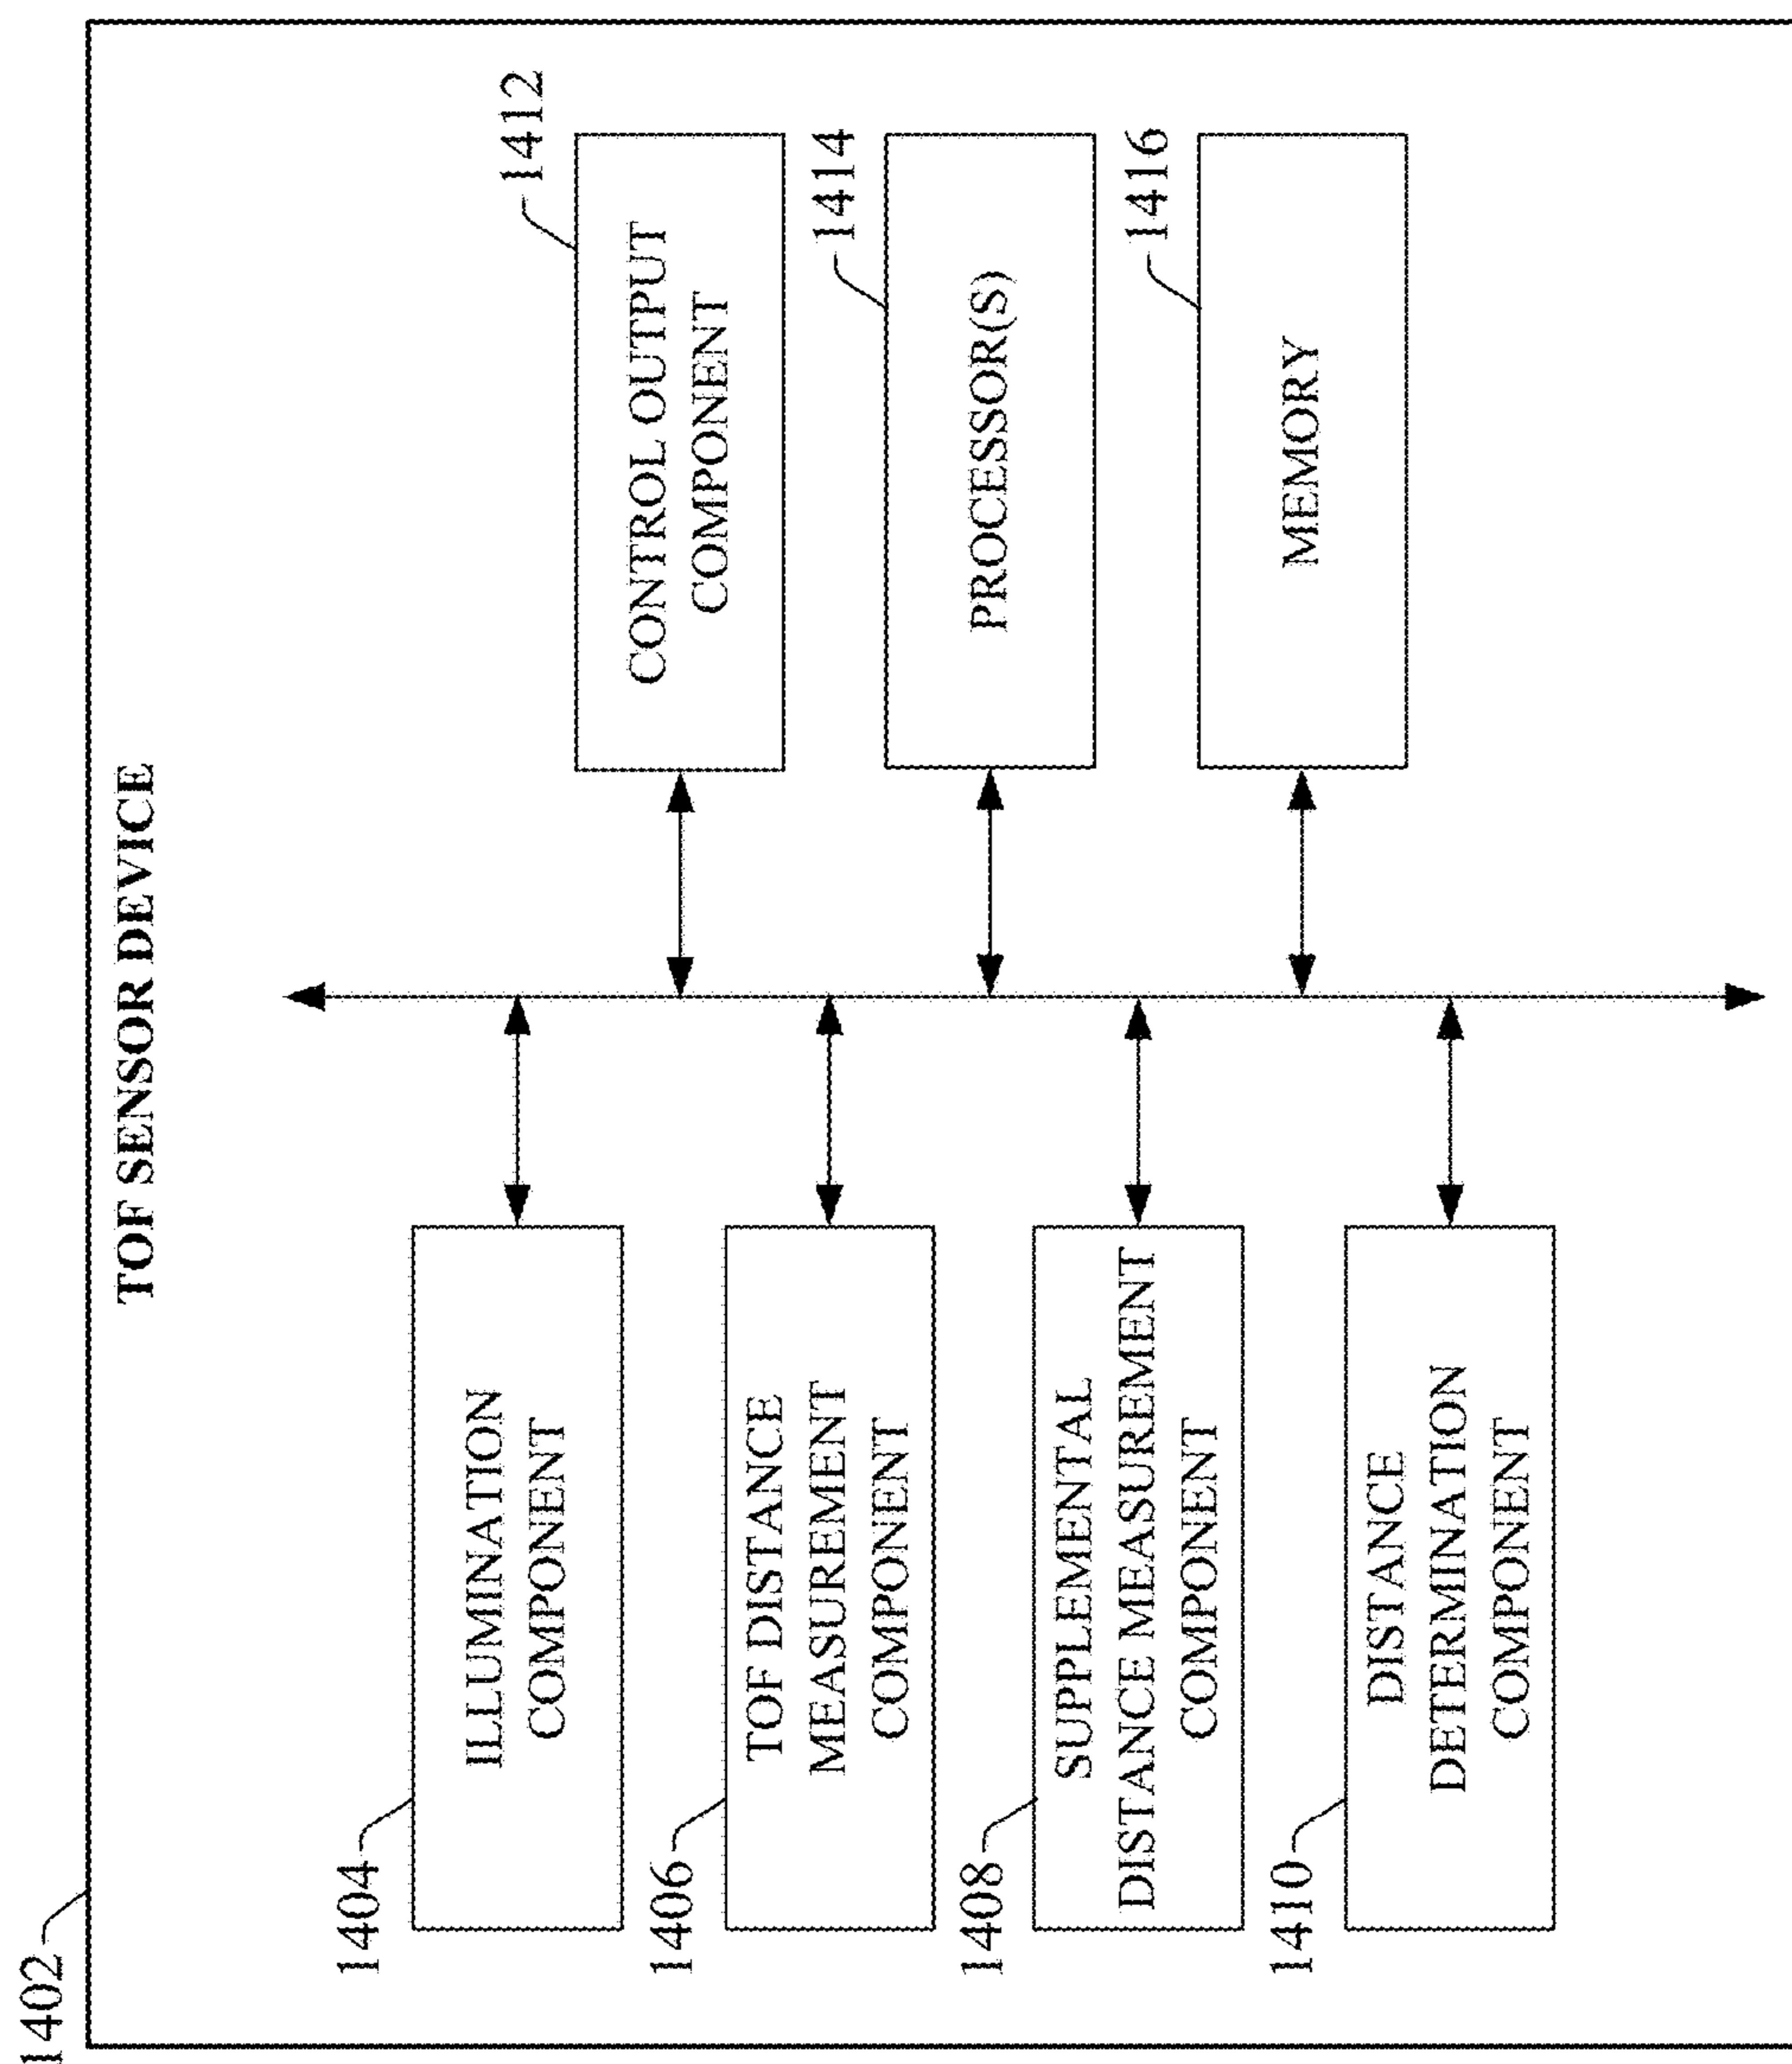 1402
TOF SENSOR DEVICE
1404
ILLUMINATION
COMPONENT
1406
TOF DISTANCE
MEASUREMENT
COMPONENT
1408
SUPPLEMENTAL
DISTANCE MEASUREMENT
COMPONENT
1410
DISTANCE
DETERMINATION
COMPONENT
1412
CONTROL OUTPUT
COMPONENT
1414
PROCESSOR(S)
1416
MEMORY